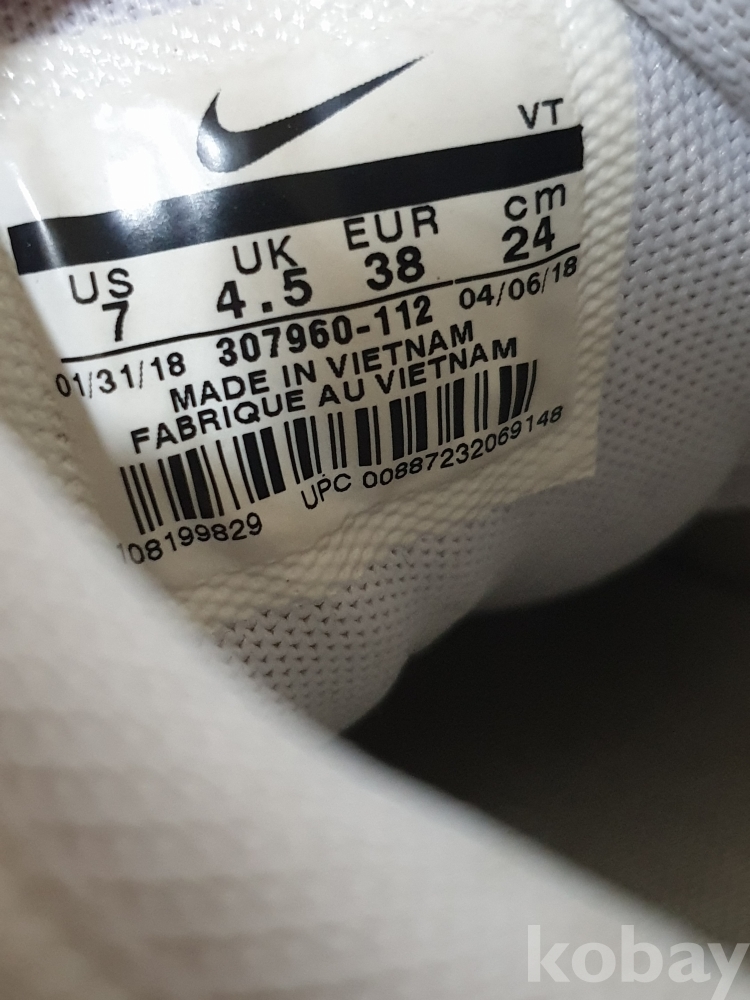 VT
US UK EUR cm
7 4.5 38 24
01/31/18 307960-112 04/06/18
MADE IN VIETNAM
FABRIQUE AU VIETNAM
108199829 UPC 00887232069148
kobay